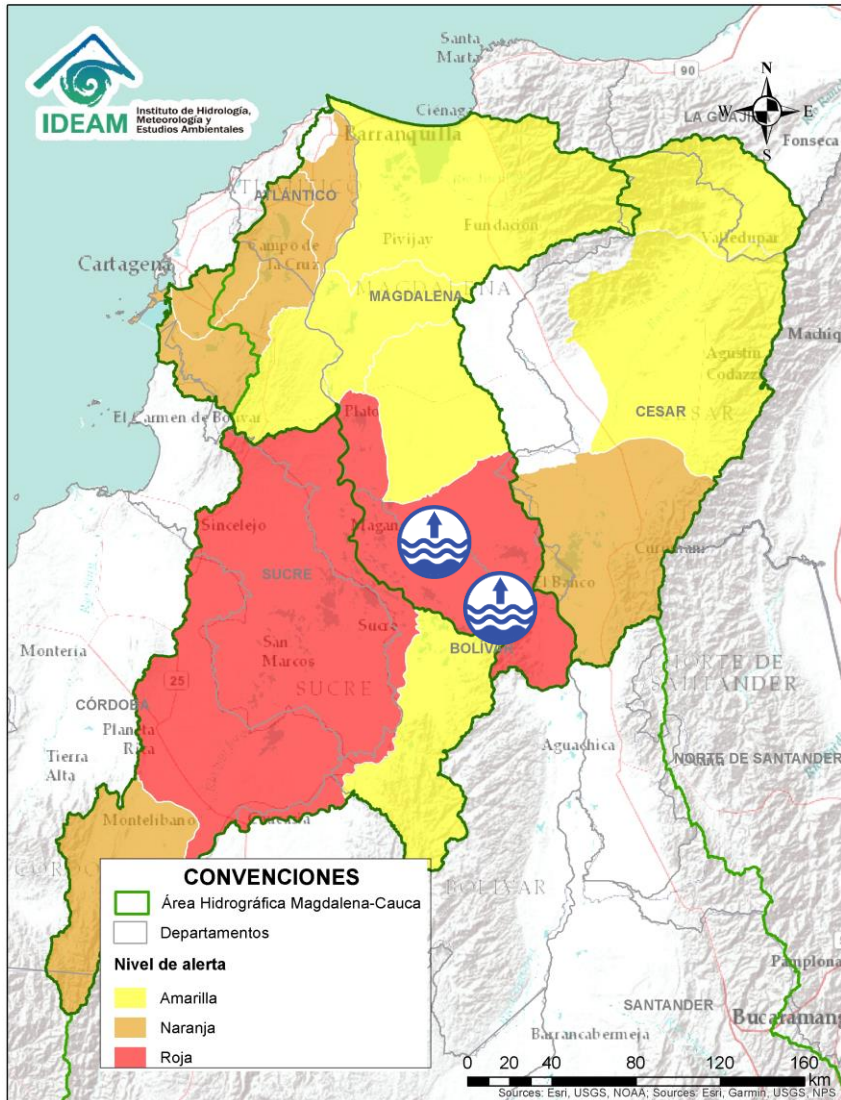 IDEAM
Instituto de Hidrología,
Meteorología y
Estudios Ambientales
Santa
Marta
90
N
W
E
S
Ciénaga
LA GUAJI
Fonseca
Barranquilla
ATLÁNTICO
Valledupar
Fundación
Pivijay
Campo de
la Cruz
Cartagena
MAGDALENA
Machiq
Agustín
Codazzi
El Carmen de Bolívar
Plato
CESAR
Sincelejo
Magan
SUCRE
El Banco
Sucre
Montería
San
Marcos
BOLÍVAR
SUCRE
25
NORTE DE
SANTANDER
CÓRDOBA
Planeta
Rica
Tierra
Alta
Aguachica
NORTE DE SANTANDER
Montelíbano
BOLÍVAR
CONVENCIONES
Área Hidrográfica Magdalena-Cauca
Departamentos
Nivel de alerta
Amarilla
Naranja
Roja
Pamplona
SANTANDER
Bucaramang
Barrancabermeja
0 20 40 80 120 160
km
Sources: Esri, USGS, NOAA; Sources: Esri, Garmin, USGS, NPS